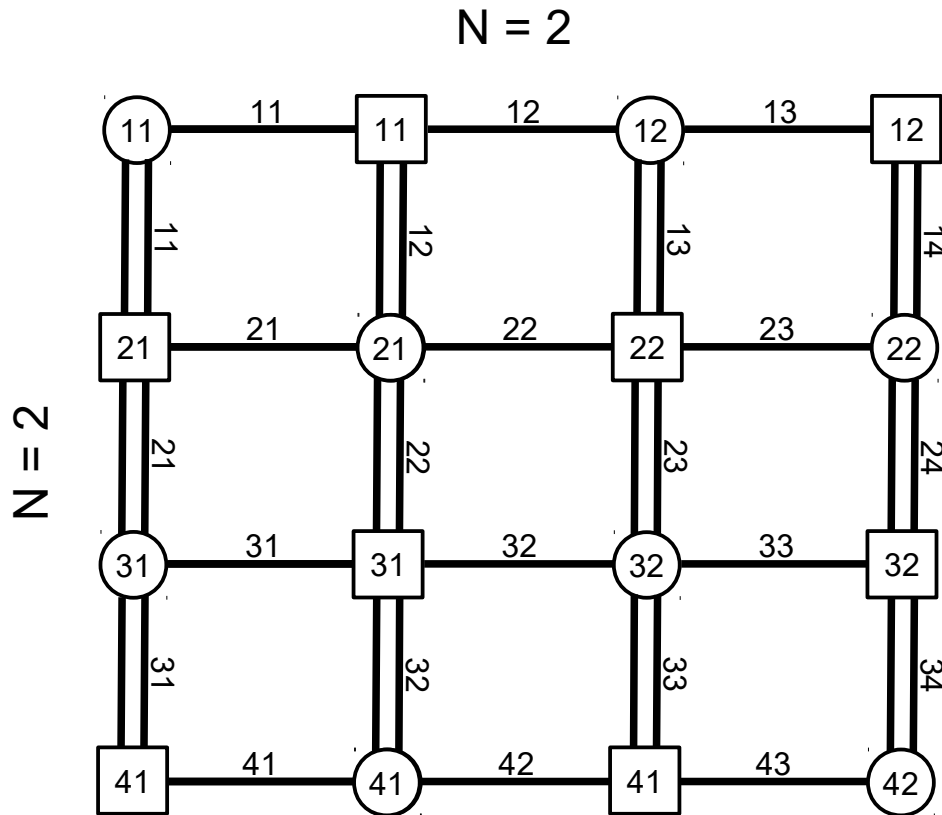 N = 2
11 12 13
11 11 12 12
11 12 13 14
21 22 23
21 21 22 22
N = 2
21 22 23 24
31 32 33
31 31 32 32
31 32 33 34
41 42 43
41 41 41 42